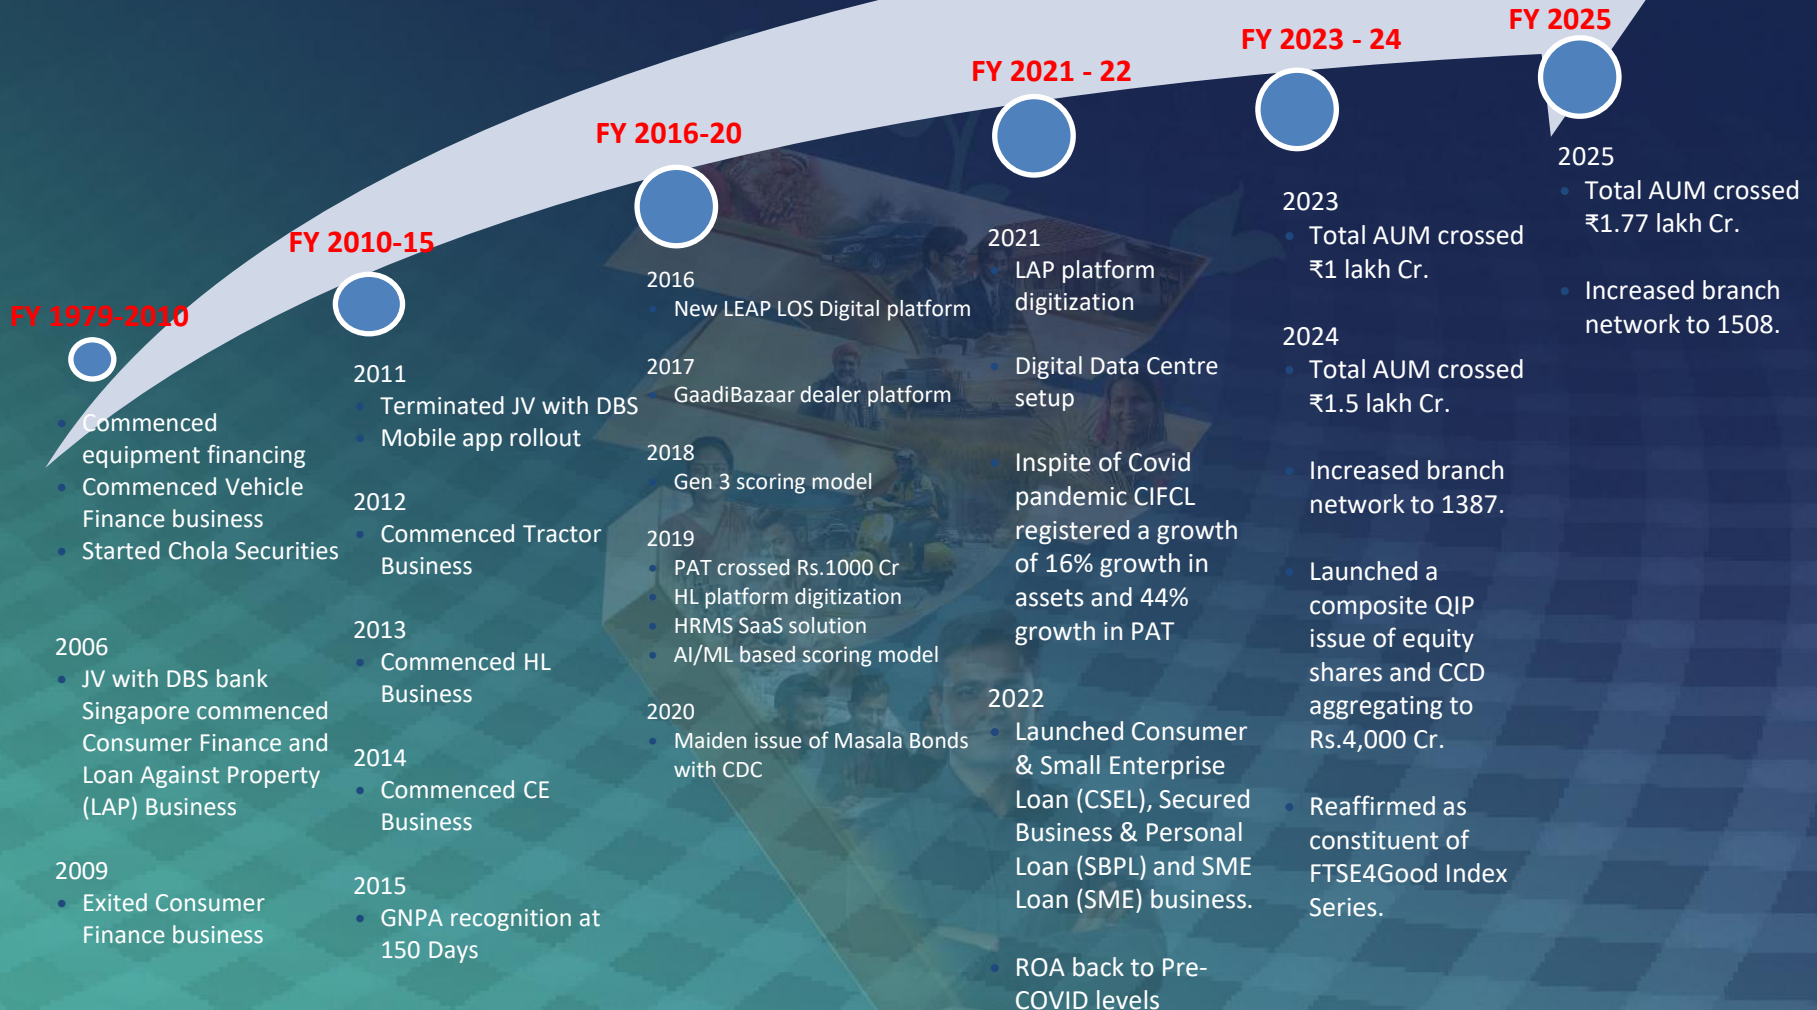 FY 1979-2010
Commenced
equipment financing
Commenced Vehicle
Finance business
Started Chola Securities
2006
JV with DBS bank
Singapore commenced
Consumer Finance and
Loan Against Property
(LAP) Business
2009
Exited Consumer
Finance business
FY 2010-15
2011
Terminated JV with DBS
Mobile app rollout
2012
Commenced Tractor
Business
2013
Commenced HL
Business
2014
Commenced CE
Business
2015
GNPA recognition at
150 Days
FY 2016-20
2016
New LEAP LOS Digital platform
2017
GaadiBazaar dealer platform
2018
Gen 3 scoring model
2019
PAT crossed Rs.1000 Cr
HL platform digitization
HRMS SaaS solution
AI/ML based scoring model
2020
Maiden issue of Masala Bonds
with CDC
FY 2021 - 22
2021
LAP platform
digitization
Digital Data Centre
setup
Inspite of Covid
pandemic CIFCL
registered a growth
of 16% growth in
assets and 44%
growth in PAT
2022
Launched Consumer
& Small Enterprise
Loan (CSEL), Secured
Business & Personal
Loan (SBPL) and SME
Loan (SME) business.
ROA back to Pre-
COVID levels
FY 2023 - 24
2023
Total AUM crossed
₹1 lakh Cr.
2024
Total AUM crossed
₹1.5 lakh Cr.
Increased branch
network to 1387.
Launched a
composite QIP
issue of equity
shares and CCD
aggregating to
Rs.4,000 Cr.
Reaffirmed as
constituent of
FTSE4Good Index
Series.
FY 2025
2025
Total AUM crossed
₹1.77 lakh Cr.
Increased branch
network to 1508.